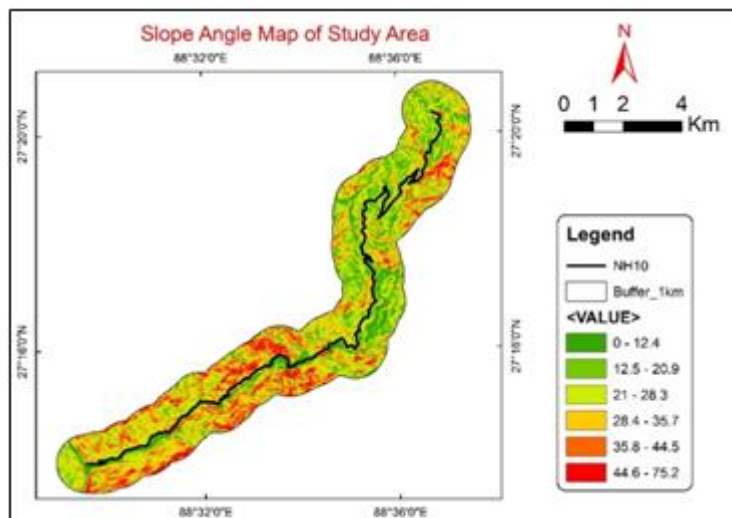 Slope Angle Map of Study Area
88°32'0"E 88°36'0"E
N
0 1 2 4
Km
27°20'0"N 27°20'0"N
27°16'0"N 27°16'0"N
88°32'0"E 88°36'0"E
Legend
NH10
Buffer_1km
<VALUE>
0 - 12.4
12.5 - 20.9
21 - 28.3
28.4 - 35.7
35.8 - 44.5
44.6 - 75.2